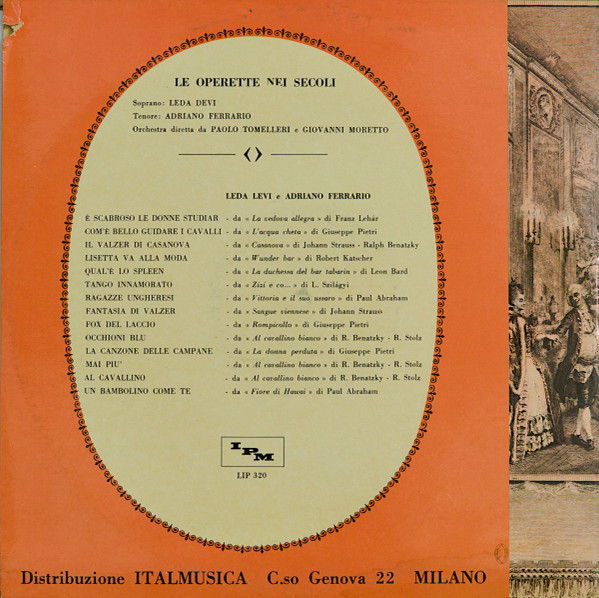 LE OPERETTE NEI SECOLI
Soprano: LEDA DEVI
Tenore: ADRIANO FERRARIO
Orchestra diretta da PAOLO TOMELLERI e GIOVANNI MORETTO
LEDA LEVI e ADRIANO FERRARIO
È SCABROSO LE DONNE STUDIAR - da « La vedova allegra » di Franz Lehár
COM'È BELLO GUIDARE I CAVALLI - da « L'acqua cheta » di Giuseppe Pietri
IL VALZER DI CASANOVA - da « Casanova » di Johann Strauss - Ralph Benatzky
LISETTA VA ALLA MODA - da « Wunder bar » di Robert Katscher
QUAL'È LO SPLEEN - da « La duchessa del bar tabarin » di Leon Bard
TANGO INNAMORATO - da « Zizi e co... » di L. Szilágyi
RAGAZZE UNGHERESI - da « Vittoria e il suo ussaro » di Paul Abraham
FANTASIA DI VALZER - da « Sangue viennese » di Johann Strauss
FOX DEL LACCIO - da « Rompicollo » di Giuseppe Pietri
OCCHIONI BLU - da « Al cavallino bianco » di R. Benatzky - R. Stolz
LA CANZONE DELLE CAMPANE - da « La donna perduta » di Giuseppe Pietri
MAI PIU' - da « Al cavallino bianco » di R. Benatzky - R. Stolz
AL CAVALLINO - da « Al cavallino bianco » di R. Benatzky - R. Stolz
UN BAMBOLINO COME TE - da « Fiore di Hawai » di Paul Abraham
IPM
LIP 320
Distribuzione ITALMUSICA C.so Genova 22 MILANO